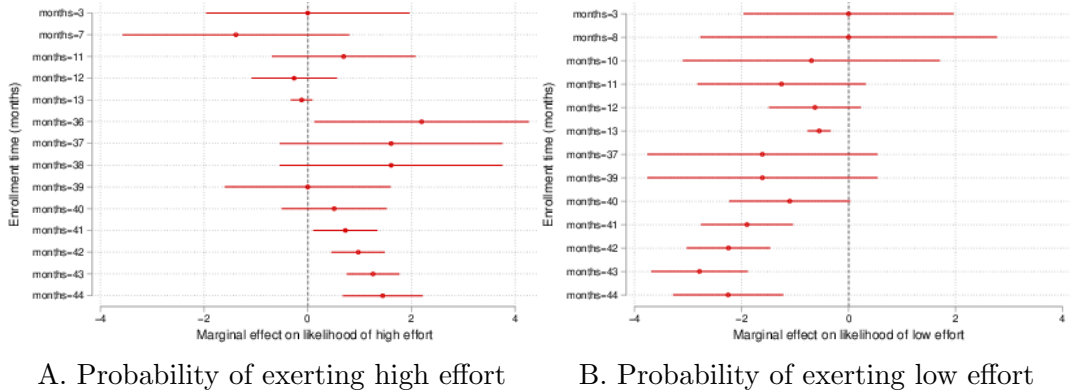 months=3
months=7
months=11
months=12
months=13
months=36
months=37
months=38
months=39
months=40
months=41
months=42
months=43
months=44
Enrollment time (months)
−4 −2 0 2 4
Marginal effect on likelihood of high effort
A. Probability of exerting high effort
months=3
months=8
months=10
months=11
months=12
months=13
months=37
months=39
months=40
months=41
months=42
months=43
months=44
Enrollment time (months)
−4 −2 0 2 4
Marginal effect on likelihood of low effort
B. Probability of exerting low effort